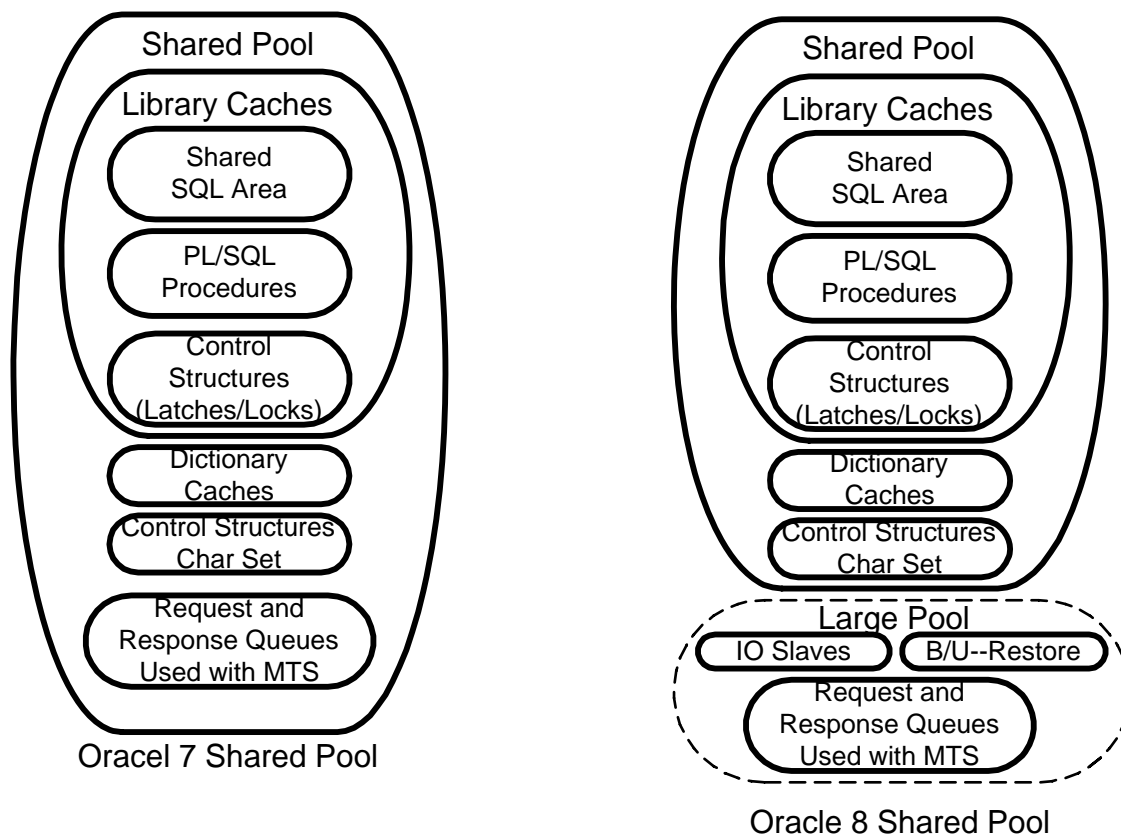 Shared Pool
Library Caches
Shared
SQL Area
PL/SQL
Procedures
Control
Structures
(Latches/Locks)
Dictionary
Caches
Control Structures
Char Set
Request and
Response Queues
Used with MTS
Oracel 7 Shared Pool
Shared Pool
Library Caches
Shared
SQL Area
PL/SQL
Procedures
Control
Structures
(Latches/Locks)
Dictionary
Caches
Control Structures
Char Set
Large Pool
IO Slaves
B/U--Restore
Request and
Response Queues
Used with MTS
Oracle 8 Shared Pool